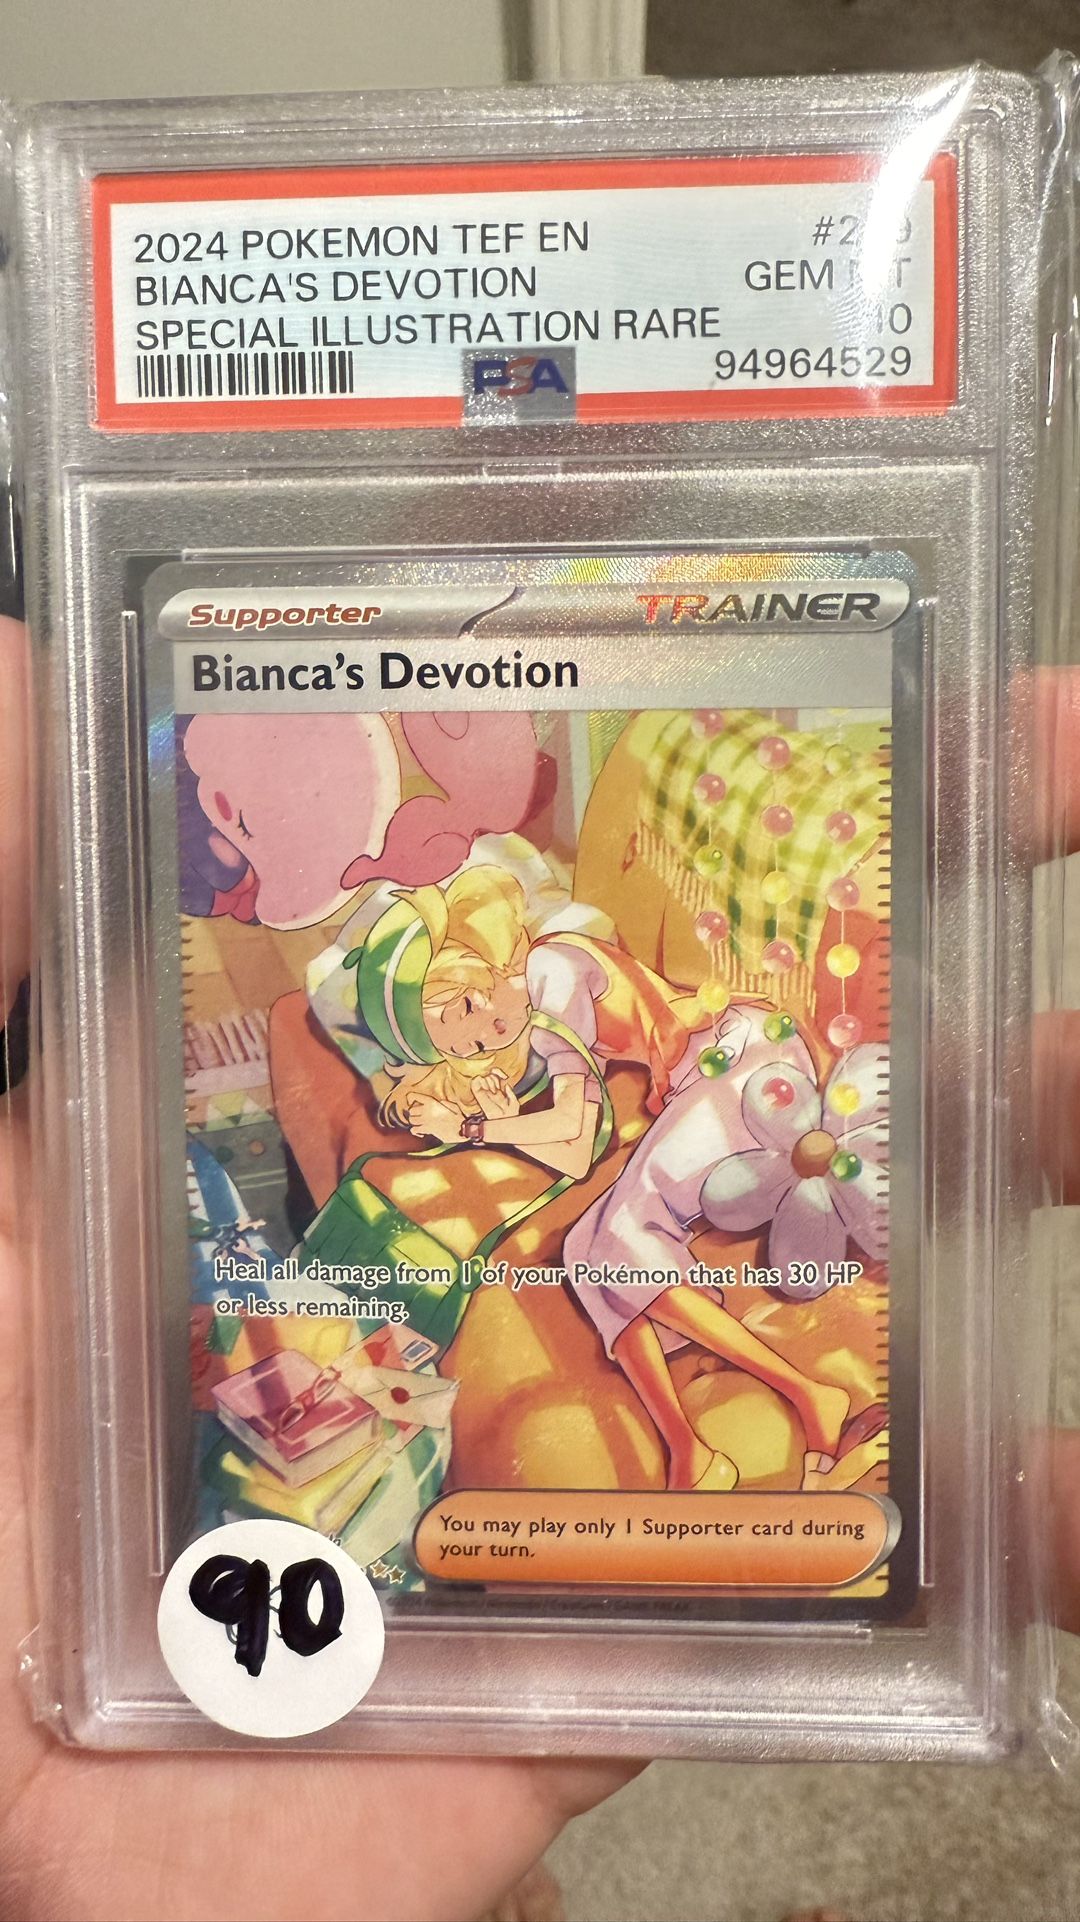 2024 POKEMON TEF EN
BIANCA'S DEVOTION
GEM
SPECIAL ILLUSTRATION RARE
PSA
94964529
Supporter
TRAINER
Bianca's Devotion
Heal all damage from 1 of your Pokémon that has 30 HP
or less remaining.
You may play only 1 Supporter card during
your turn.
90